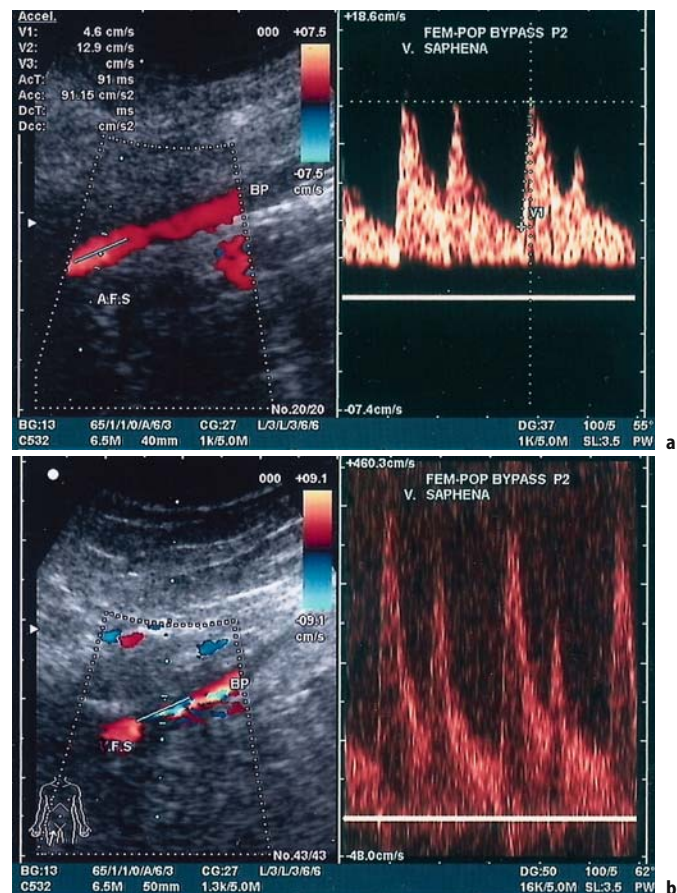 Accel.
V1: 4.6 cm/s
V2: 12.9 cm/s
V3: cm/s
AcT: 91 ms
Acc: 91.15 cm/s2
DcT: ms
Dcc: cm/s2
000 +07.5
-07.5
cm/s
BP
A.F.S
No.20/20
+18.6cm/s
FEM-POP BYPASS P2
V. SAPHENA
V1
-07.4cm/s
BG:13 65/1/1/0/A/6/3 CG:27 L/3/L/3/6/6 DG:37 100/5 55°
C532 6.5M 40mm 1k/5.0M 1K/5.0M SL:3.5 PW
a
000 +09.1
-09.1
cm/s
BP
V.F.S
No.43/43
+460.3cm/s
FEM-POP BYPASS P2
V. SAPHENA
-48.0cm/s
BG:13 65/1/1/0/A/6/3 CG:27 L/3/L/3/6/6 DG:50 100/5 62°
C532 6.5M 50mm 1.3k/5.0M 16K/5.0M SL:3.5 PW
b